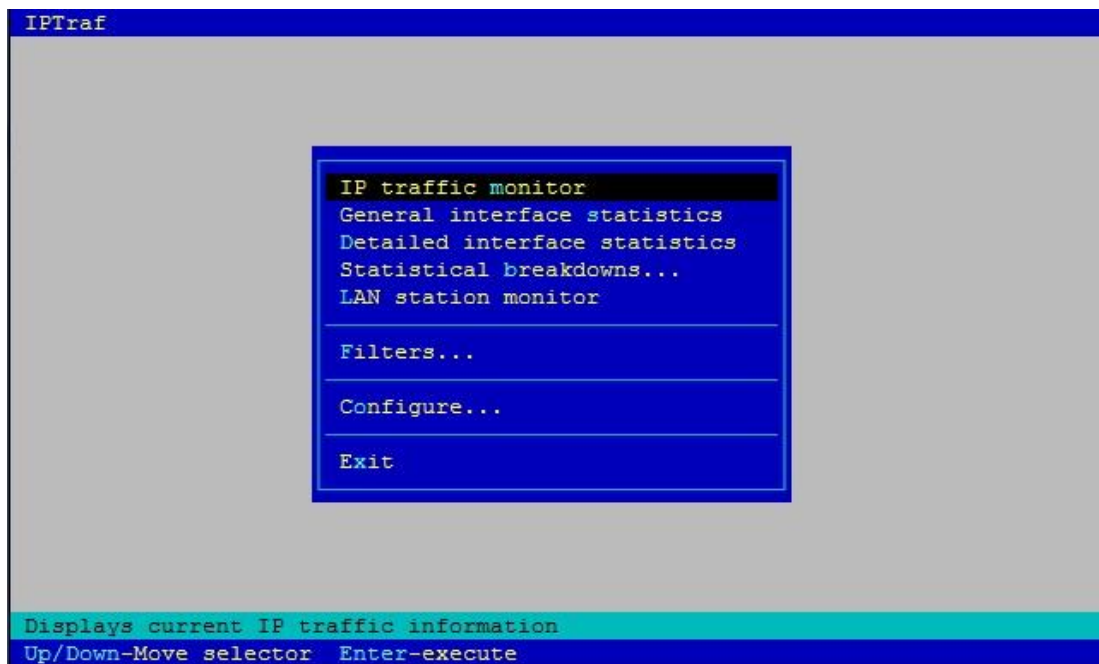 IPTraf
IP traffic monitor
General interface statistics
Detailed interface statistics
Statistical breakdowns...
LAN station monitor
Filters...
Configure...
Exit
Displays current IP traffic information
Up/Down-Move selector  Enter-execute